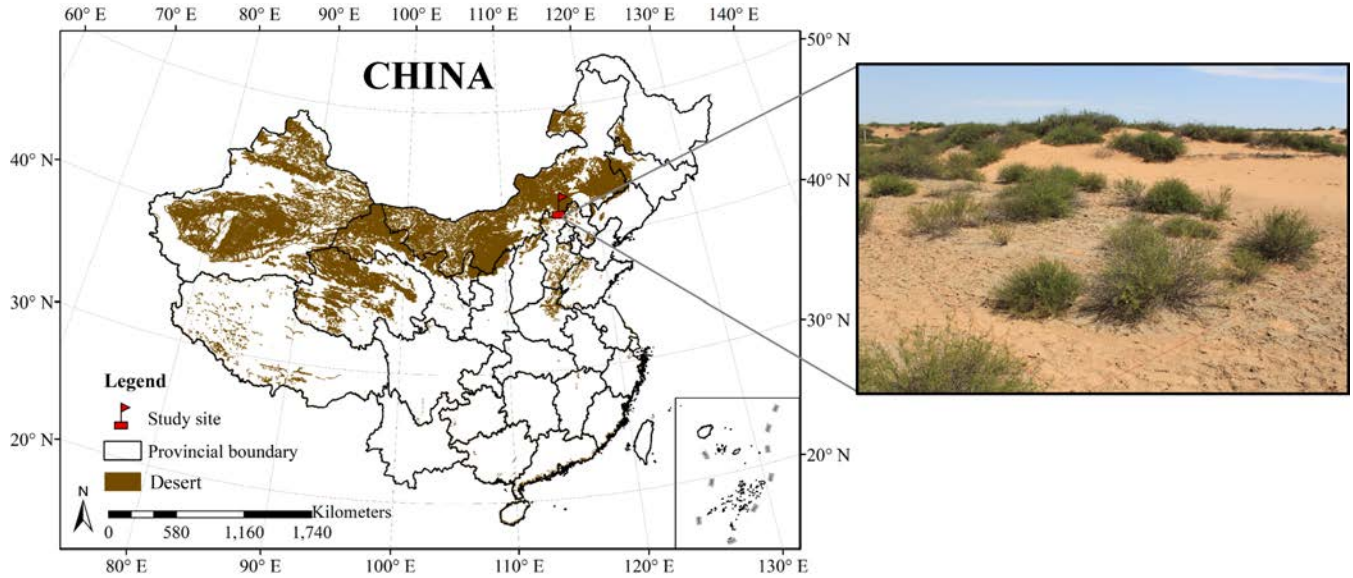 60° E 70° E 80° E 90° E 100° E 110° E 120° E 130° E 140° E
CHINA
50° N
40° N
40° N
30° N
30° N
20° N
20° N
Legend
Study site
Provincial boundary
Desert
N
Kilometers
0 580 1,160 1,740
80° E 90° E 100° E 110° E 120° E 130° E